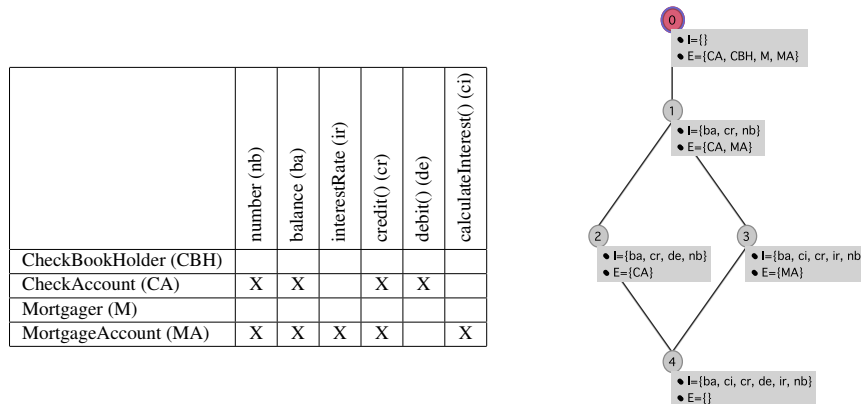 number (nb)
balance (ba)
interestRate (ir)
credit() (cr)
debit() (de)
calculateInterest() (ci)
CheckBookHolder (CBH)
CheckAccount (CA) X X X X
Mortgager (M)
MortgageAccount (MA) X X X X X
0
I={}
E={CA, CBH, M, MA}
1
I={ba, cr, nb}
E={CA, MA}
2
I={ba, cr, de, nb}
E={CA}
3
I={ba, ci, cr, ir, nb
E={MA}
4
I={ba, ci, cr, de, ir, nb}
E={}